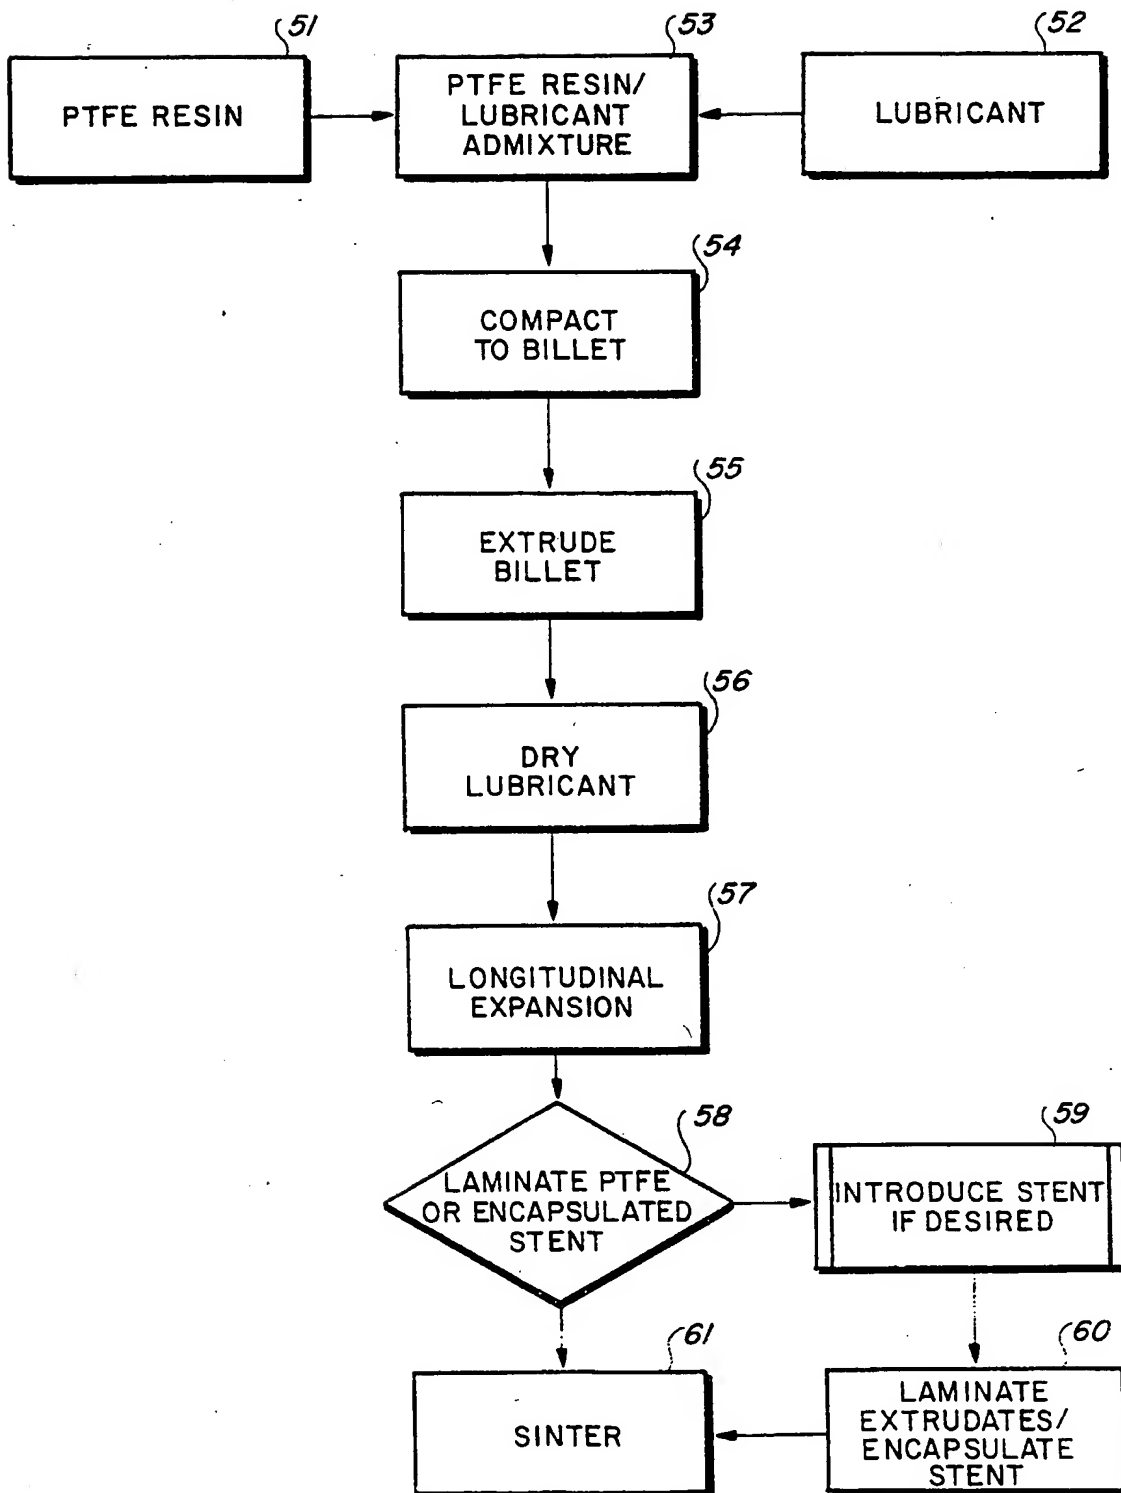 51
53
52
PTFE RESIN
PTFE RESIN/
LUBRICANT
ADMIXTURE
LUBRICANT
54
COMPACT
TO BILLET
55
EXTRUDE
BILLET
56
DRY
LUBRICANT
57
LONGITUDINAL
EXPANSION
58
LAMINATE PTFE
OR ENCAPSULATED
STENT
59
INTRODUCE STENT
IF DESIRED
61
SINTER
60
LAMINATE
EXTRUDATES/
ENCAPSULATE
STENT